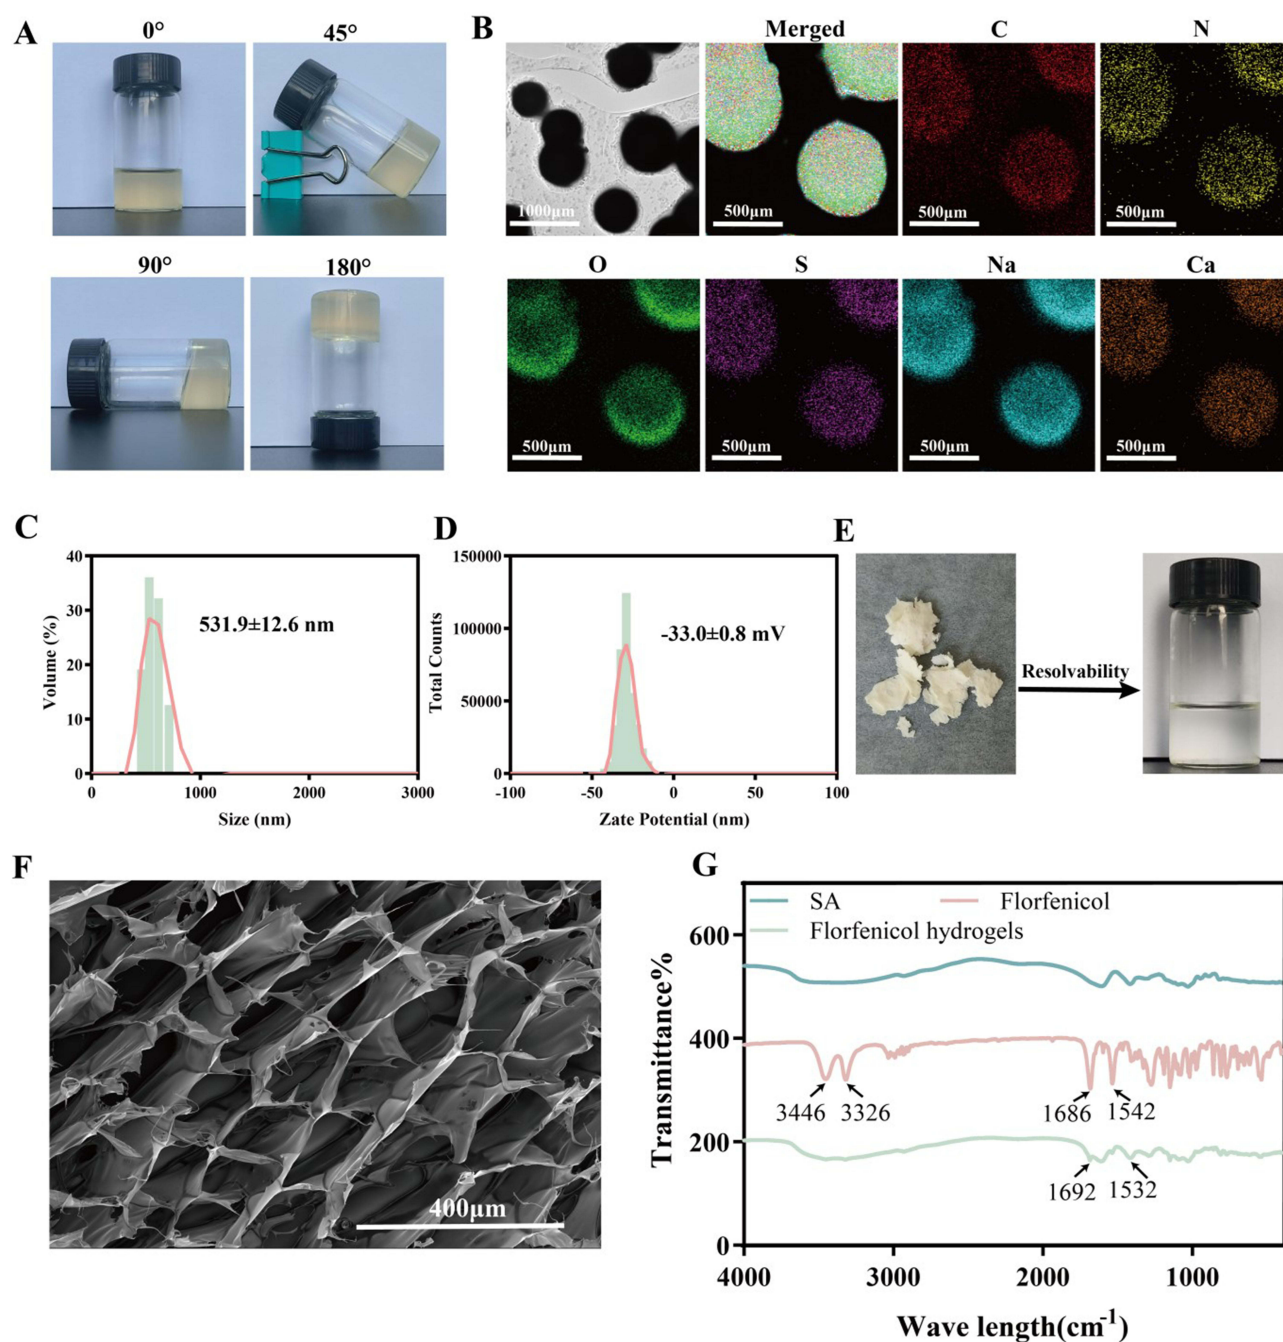 A
0°
45°
90°
180°
B
Merged
C
N
1000μm
500μm
500μm
500μm
O
S
Na
Ca
500μm
500μm
500μm
500μm
C
40
30
20
10
0
Volume (%)
531.9±12.6 nm
0
1000
2000
3000
Size (nm)
D
150000
100000
50000
0
Total Counts
-33.0±0.8 mV
-100
-50
0
50
100
Zate Potential (nm)
E
Resolvability
F
400μm
G
SA
Florfenicol
Florfenicol hydrogels
600
400
200
0
Transmittance%
3446
3326
1686
1542
1692
1532
4000
3000
2000
1000
Wave length(cm⁻¹)